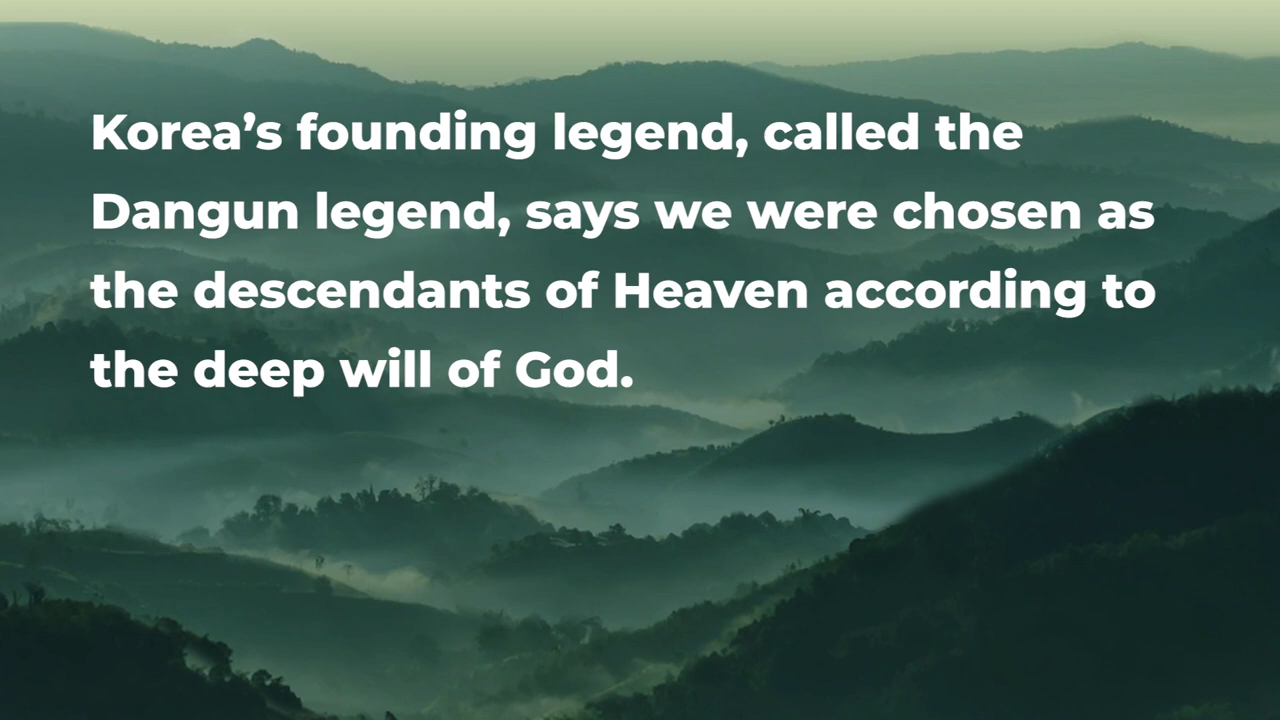 Korea’s founding legend, called the
Dangun legend, says we were chosen as
the descendants of Heaven according to
the deep will of God.